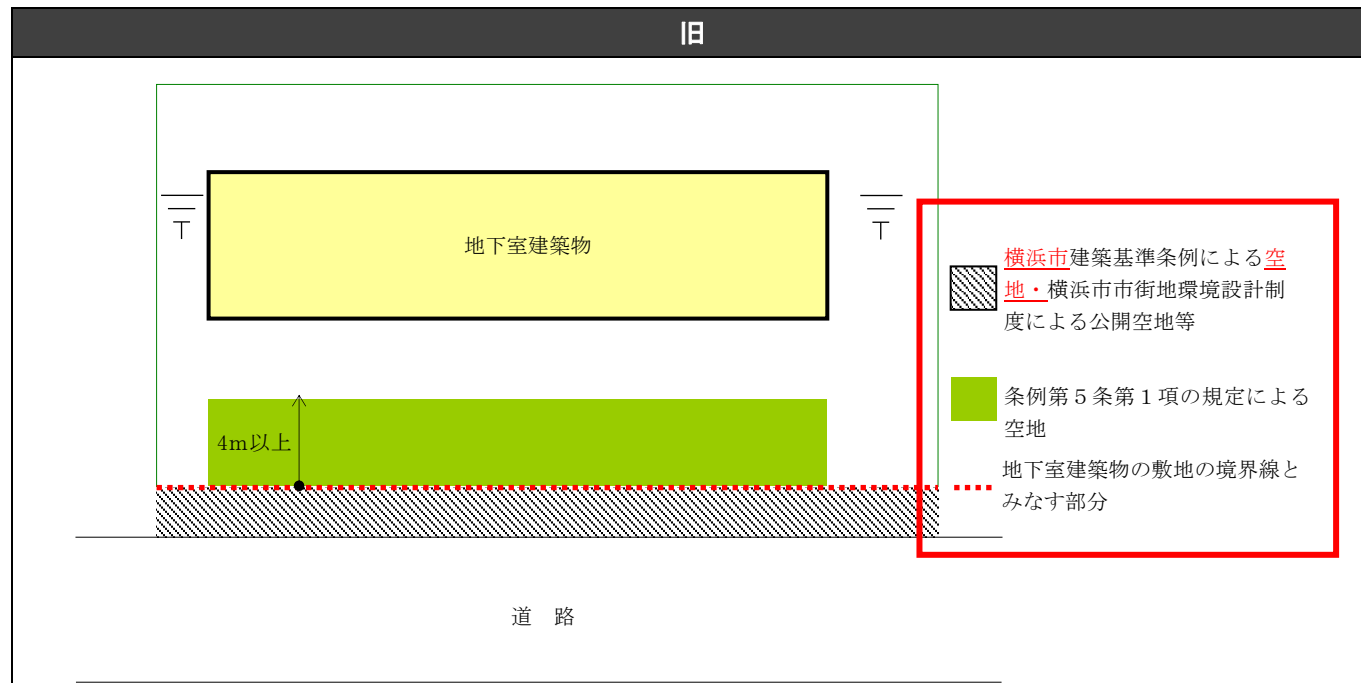 旧
地下室建築物
横浜市建築基準条例による空
地・横浜市市街地環境設計制
度による公開空地等
条例第5条第1項の規定による
空地
4m以上
地下室建築物の敷地の境界線と
みなす部分
道 路